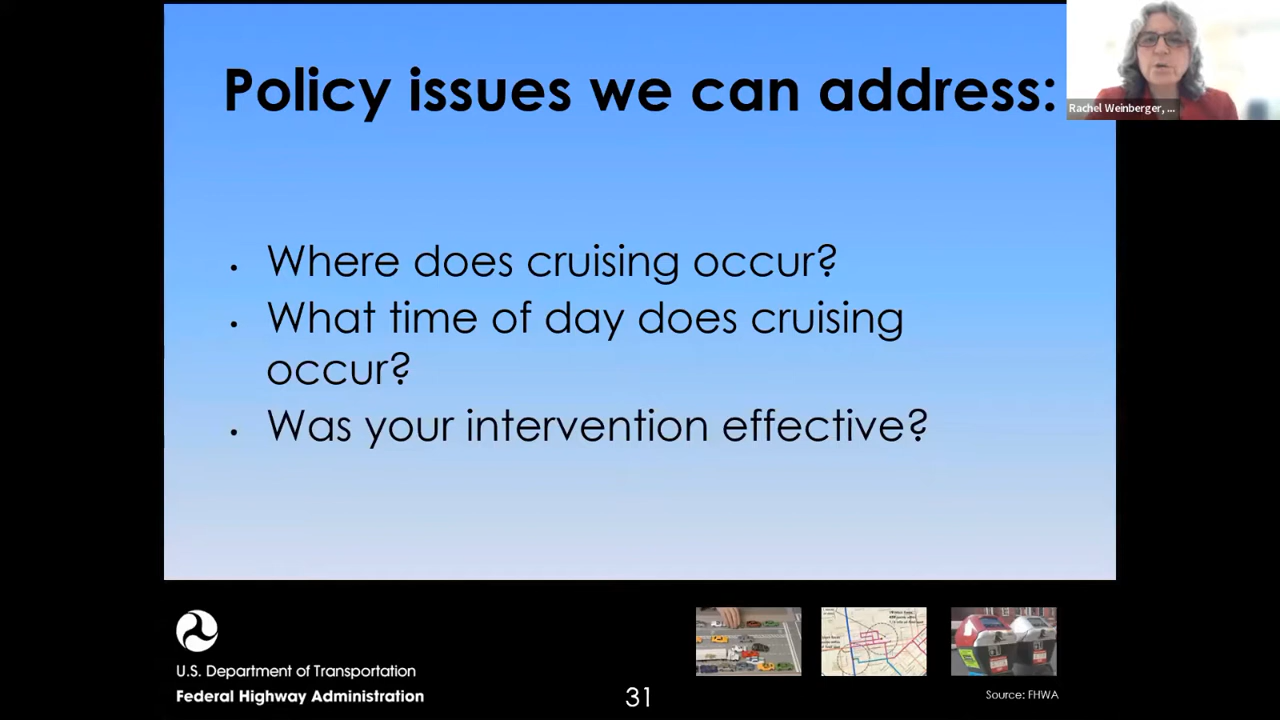 Policy issues we can address:
Rachel Weinberger, ...
• Where does cruising occur?
• What time of day does cruising
occur?
• Was your intervention effective?
U.S. Department of Transportation
Federal Highway Administration
31
Source: FHWA